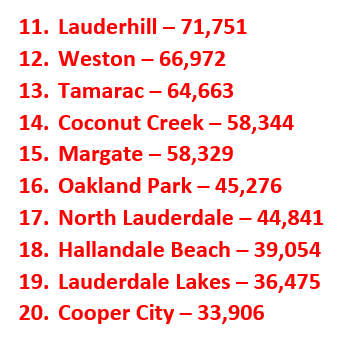 11. Lauderhill – 71,751
12. Weston – 66,972
13. Tamarac – 64,663
14. Coconut Creek – 58,344
15. Margate – 58,329
16. Oakland Park – 45,276
17. North Lauderdale – 44,841
18. Hallandale Beach – 39,054
19. Lauderdale Lakes – 36,475
20. Cooper City – 33,906